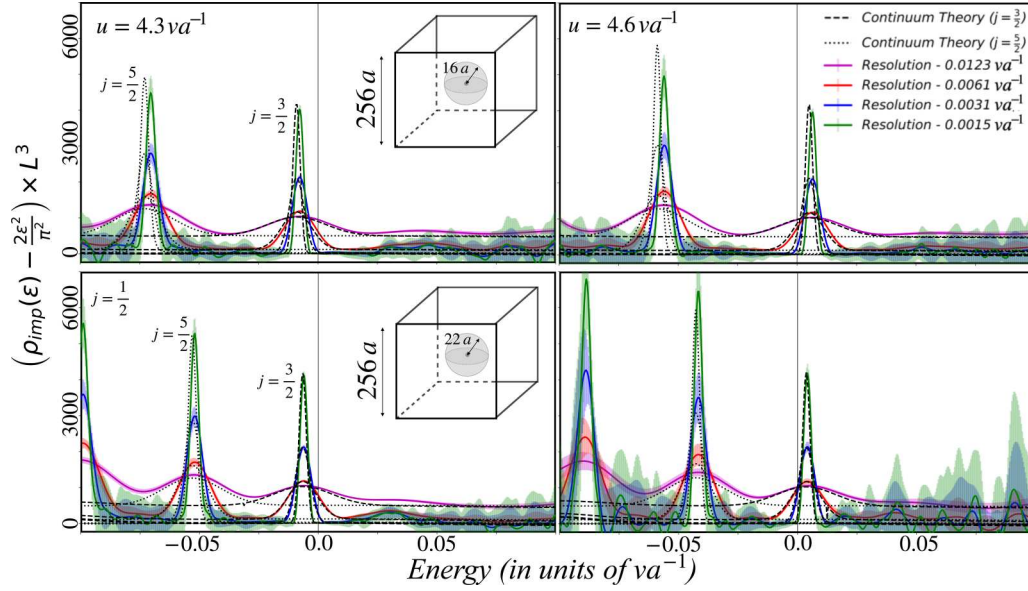 u = 4.3 va⁻¹
u = 4.6 va⁻¹
Continuum Theory (j = 3/2)
Continuum Theory (j = 5/2)
Resolution - 0.0123 va⁻¹
Resolution - 0.0061 va⁻¹
Resolution - 0.0031 va⁻¹
Resolution - 0.0015 va⁻¹
j = 5/2
j = 3/2
16 a
256 a
6000
3000
0
(ρ_imp(ε) − 2ε²/π²) × L³
j = 1/2
j = 5/2
j = 3/2
22 a
256 a
6000
3000
0
−0.05
0.0
0.05
−0.05
0.0
0.05
Energy (in units of va⁻¹)